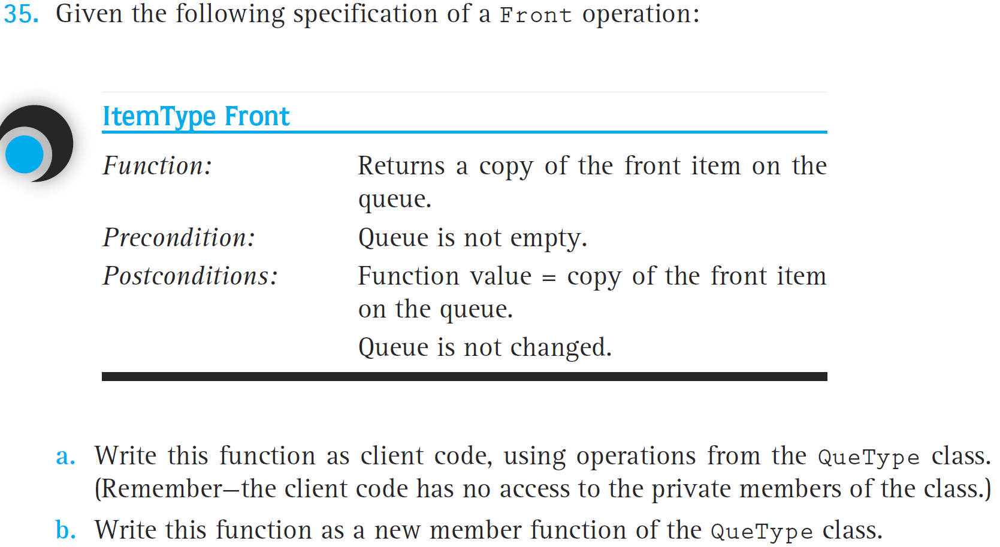 35. Given the following specification of a Front operation:
ItemType Front
Function: Returns a copy of the front item on the
queue.
Precondition: Queue is not empty.
Postconditions: Function value = copy of the front item
on the queue.
Queue is not changed.
a. Write this function as client code, using operations from the QueType class.
(Remember—the client code has no access to the private members of the class.)
b. Write this function as a new member function of the QueType class.